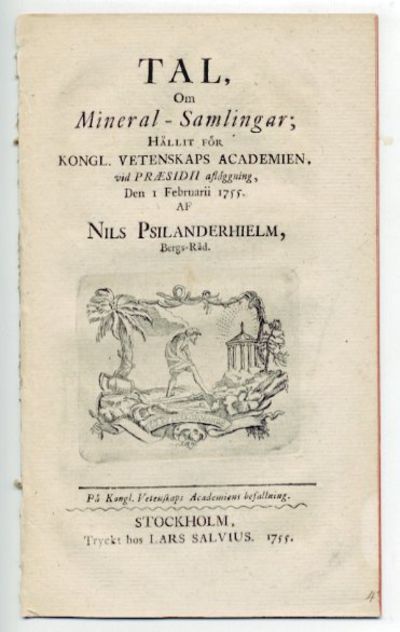 TAL,
Om
Mineral-Samlingar;
HÅLLIT FÖR
KONGL. VETENSKAPS ACADEMIEN,
vid PRÆSIDII afläggning,
Den 1 Februarii 1755.
AF
NILS PSILANDERHIELM,
Bergs-Råd.
På Kongl. Vetenskaps Academiens befallning.
STOCKHOLM,
Tryckt hos LARS SALVIUS. 1755.